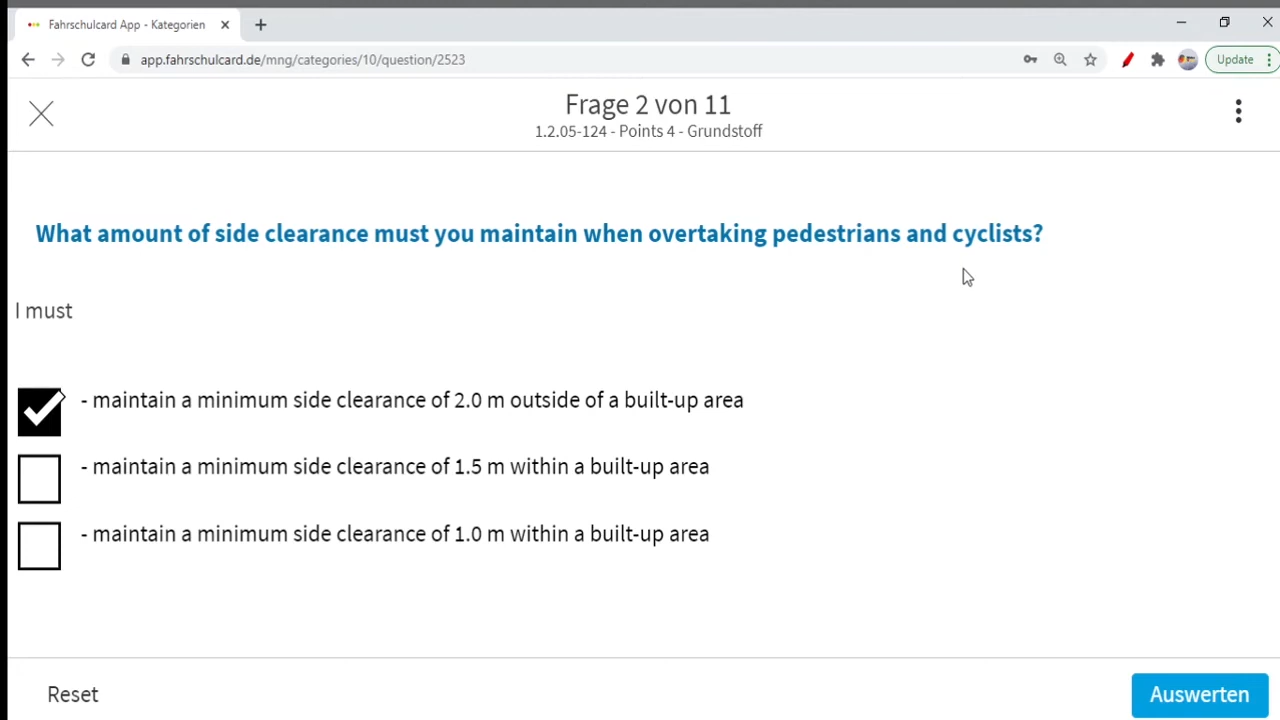 Fahrschulcard App - Kategorien
app.fahrschulcard.de/mng/categories/10/question/2523
Update
Frage 2 von 11
1.2.05-124 - Points 4 - Grundstoff
What amount of side clearance must you maintain when overtaking pedestrians and cyclists?
I must
- maintain a minimum side clearance of 2.0 m outside of a built-up area
- maintain a minimum side clearance of 1.5 m within a built-up area
- maintain a minimum side clearance of 1.0 m within a built-up area
Reset
Auswerten